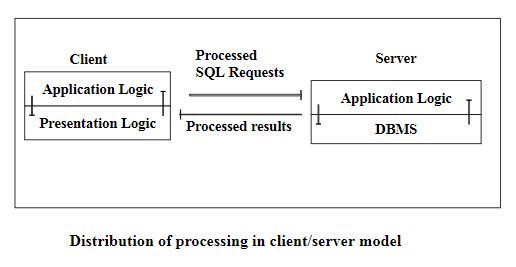 Client
Processed
SQL Requests
Server
Application Logic
Presentation Logic
Processed results
Application Logic
DBMS
Distribution of processing in client/server model